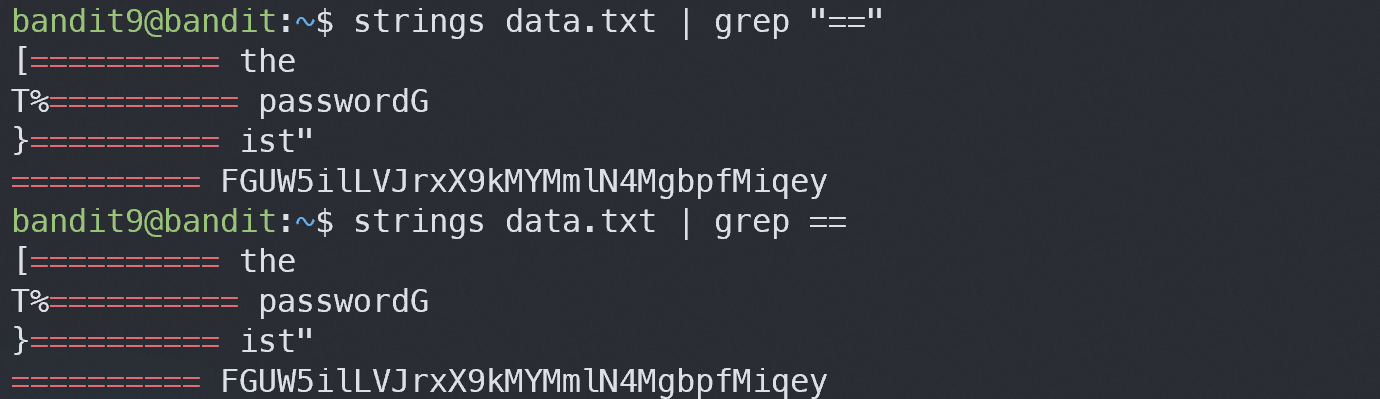 bandit9@bandit:~$ strings data.txt | grep "=="
[========== the
T%========== passwordG
}========== ist"
========== FGUW5ilLVJrxX9kMYMmlN4MgbpfMiqey
bandit9@bandit:~$ strings data.txt | grep ==
[========== the
T%========== passwordG
}========== ist"
========== FGUW5ilLVJrxX9kMYMmlN4MgbpfMiqey